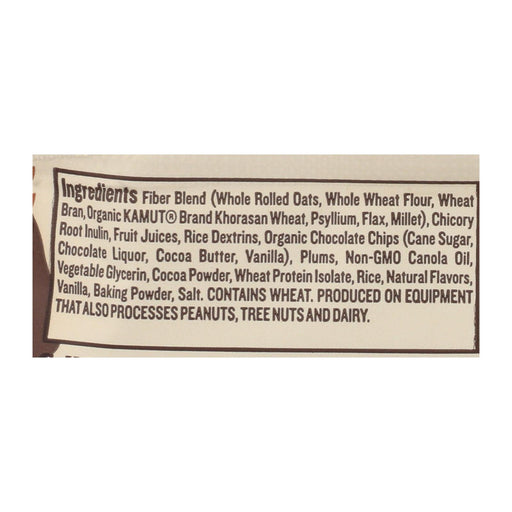 Ingredients Fiber Blend (Whole Rolled Oats, Whole Wheat Flour, Wheat
Bran, Organic KAMUT® Brand Khorasan Wheat, Psyllium, Flax, Millet), Chicory
Root Inulin, Fruit Juices, Rice Dextrins, Organic Chocolate Chips (Cane Sugar,
Chocolate Liquor, Cocoa Butter, Vanilla), Plums, Non-GMO Canola Oil,
Vegetable Glycerin, Cocoa Powder, Wheat Protein Isolate, Rice, Natural Flavors,
Vanilla, Baking Powder, Salt. CONTAINS WHEAT. PRODUCED ON EQUIPMENT
THAT ALSO PROCESSES PEANUTS, TREE NUTS AND DAIRY.